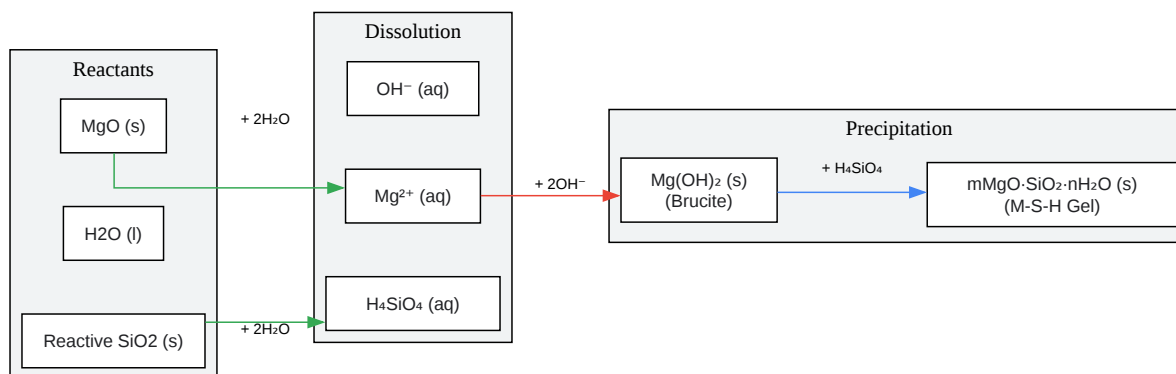 Reactants
MgO (s)
H2O (l)
Reactive SiO2 (s)
+ 2H₂O
+ 2H₂O
Dissolution
OH⁻ (aq)
Mg²⁺ (aq)
H₄SiO₄ (aq)
+ 2OH⁻
Precipitation
Mg(OH)₂ (s)
(Brucite)
+ H₄SiO₄
mMgO·SiO₂·nH₂O (s)
(M-S-H Gel)